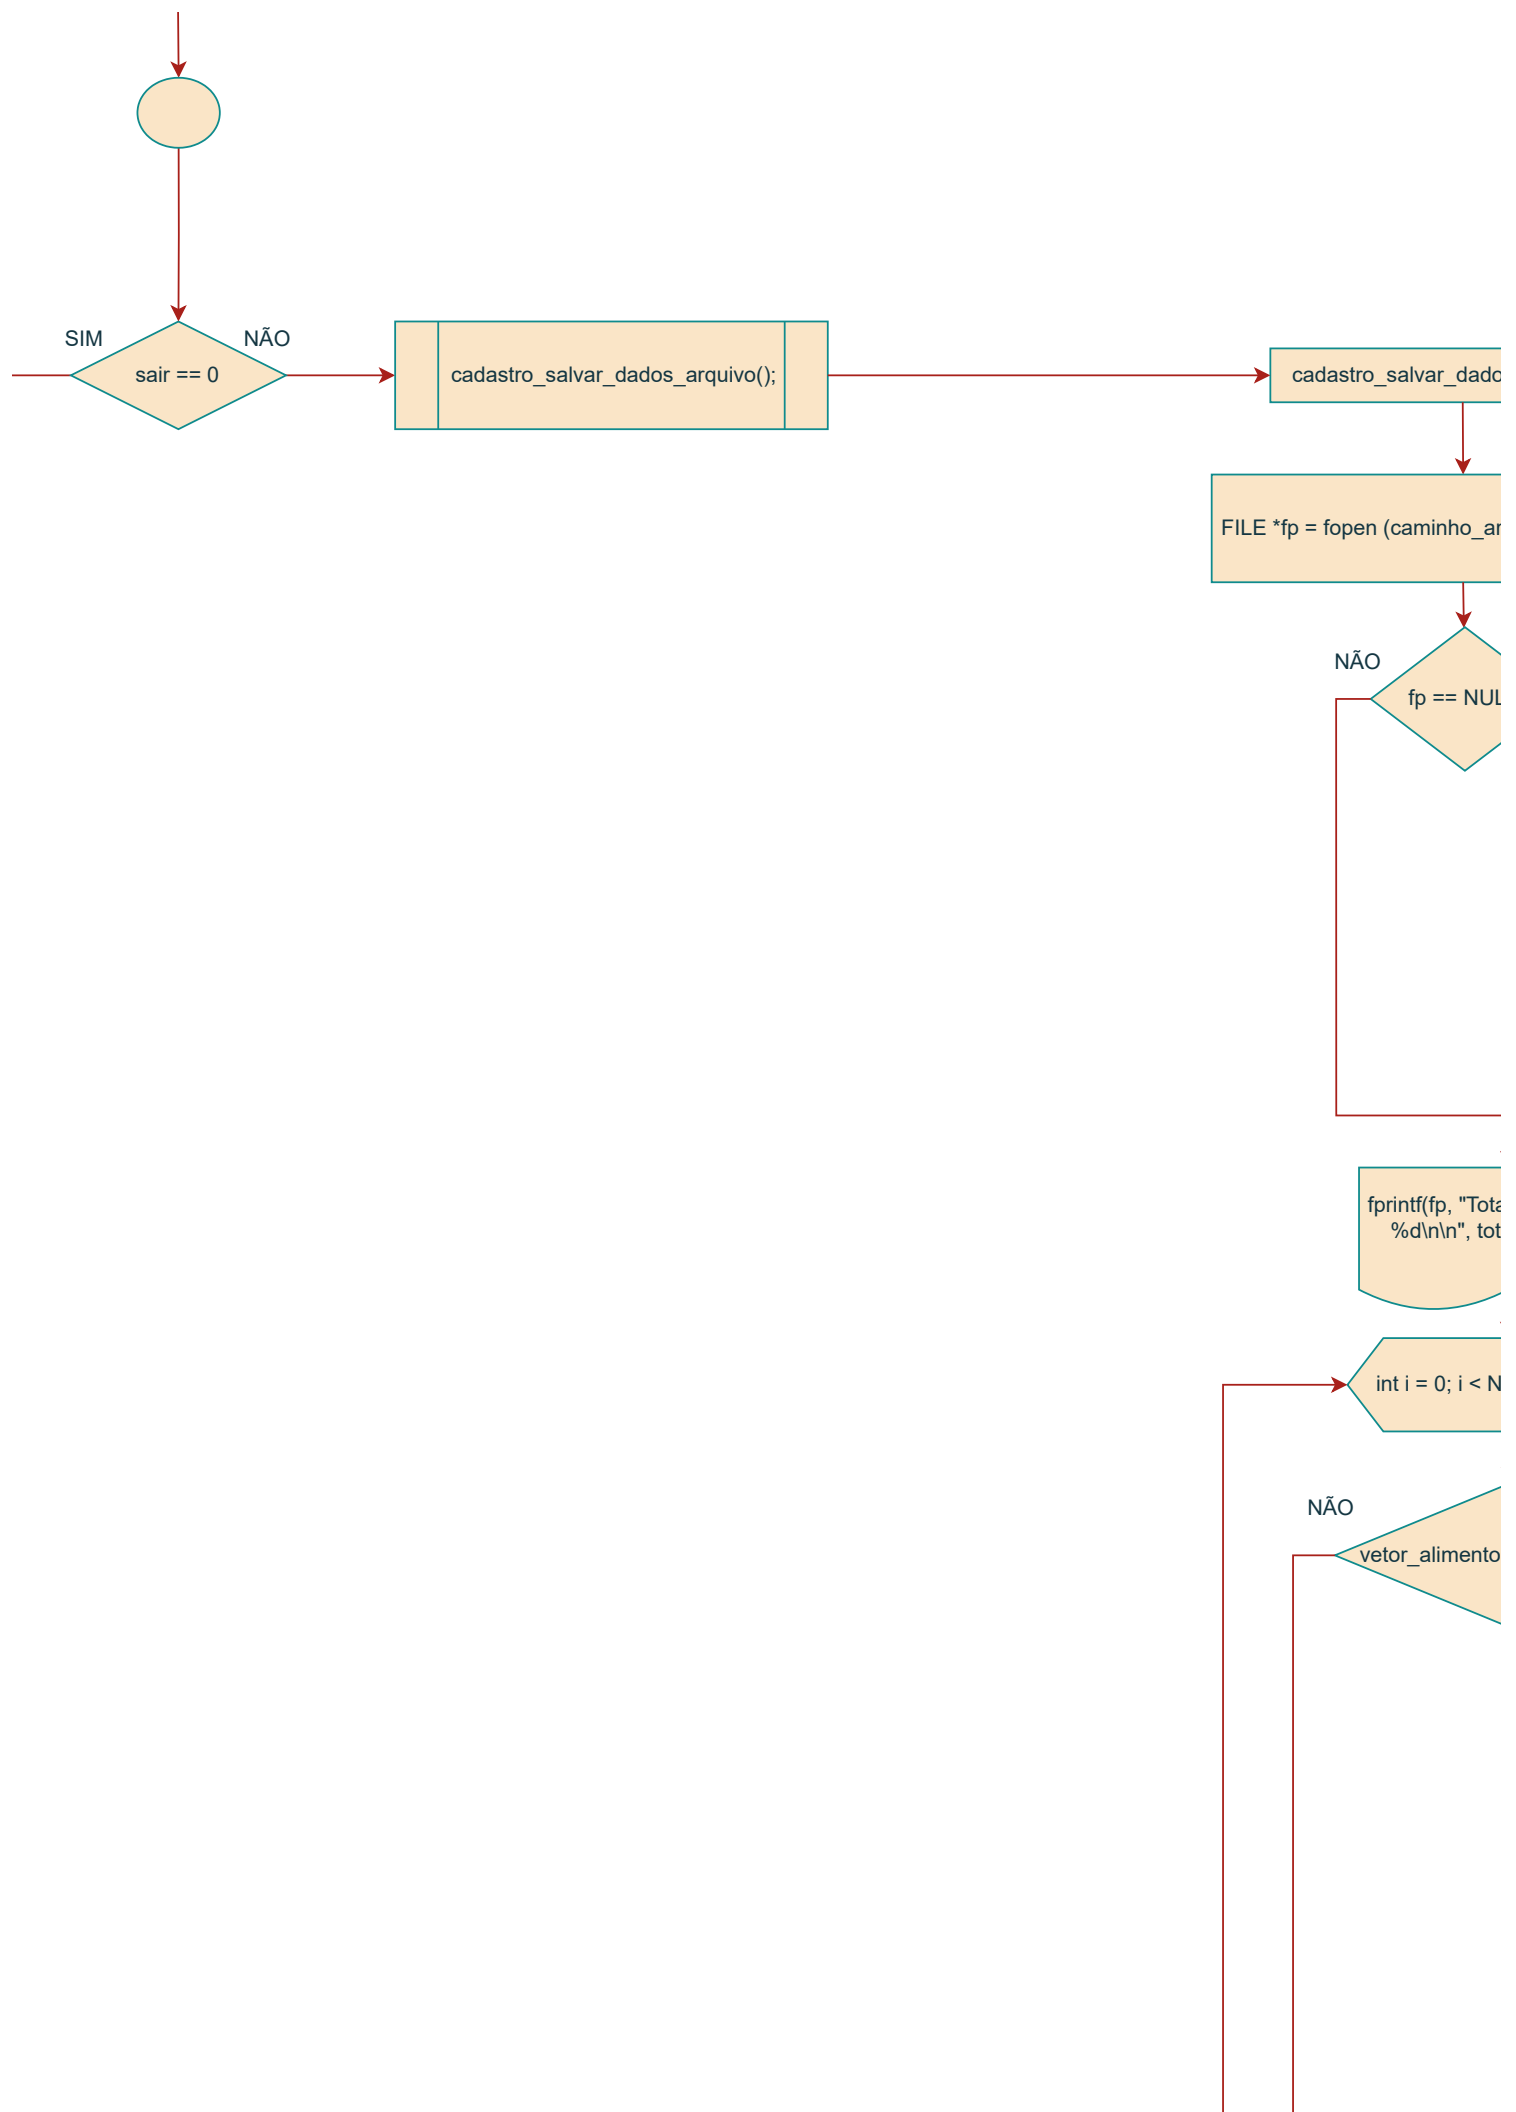 SIM
NÃO
sair == 0
cadastro_salvar_dados_arquivo();
cadastro_salvar_dado
FILE *fp = fopen (caminho_ar
NÃO
fp == NUL
fprintf(fp, "Tota
%d\n\n", tot
int i = 0; i < N
NÃO
vetor_alimento